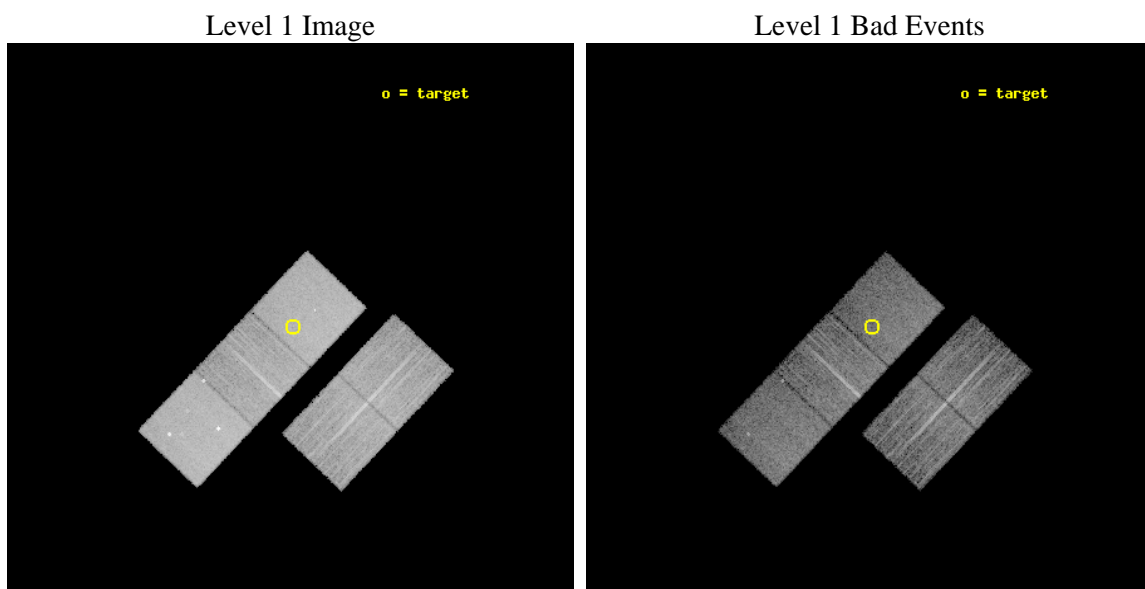 Level 1 Image
Level 1 Bad Events
o = target
o = target